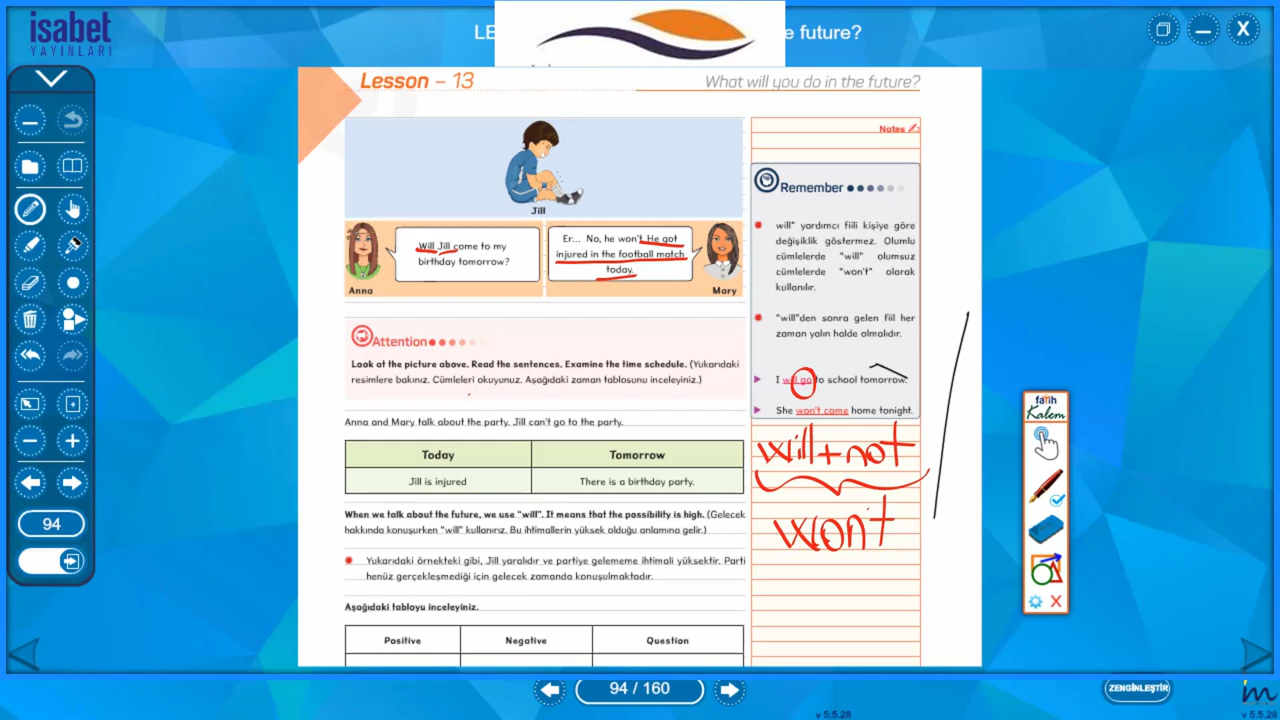 isabet
YAYINLARI
LE
e future?
Lesson – 13
What will you do in the future?
Jill
Will Jill come to my
birthday tomorrow?
Er... No, he won't. He got
injured in the football match
today.
Anna
Mary
Attention
Look at the picture above. Read the sentences. Examine the time schedule. (Yukarıdaki
resimlere bakınız. Cümleleri okuyunuz. Aşağıdaki zaman tablosunu inceleyiniz.)
Anna and Mary talk about the party. Jill can't go to the party.
Today
Tomorrow
Jill is injured
There is a birthday party.
When we talk about the future, we use "will". It means that the possibility is high. (Gelecek
hakkında konuşurken "will" kullanırız. Bu ihtimallerin yüksek olduğu anlamına gelir.)
Yukarıdaki örnekteki gibi, Jill yaralıdır ve partiye gelememe ihtimali yüksektir. Parti
henüz gerçekleşmediği için gelecek zamanda konuşulmaktadır.
Aşağıdaki tabloyu inceleyiniz.
Positive
Negative
Question
Notes
Remember
will" yardımcı fiili kişiye göre
değişiklik göstermez. Olumlu
cümlelerde "will" olumsuz
cümlelerde "won't" olarak
kullanılır.
"will"den sonra gelen fiil her
zaman yalın halde olmalıdır.
I will go to school tomorrow.
She won't come home tonight.
will+not
won't
94
fatih
Kalem
94 / 160
ZENGİNLEŞTİR
v 5.5.28
v 5.5.28